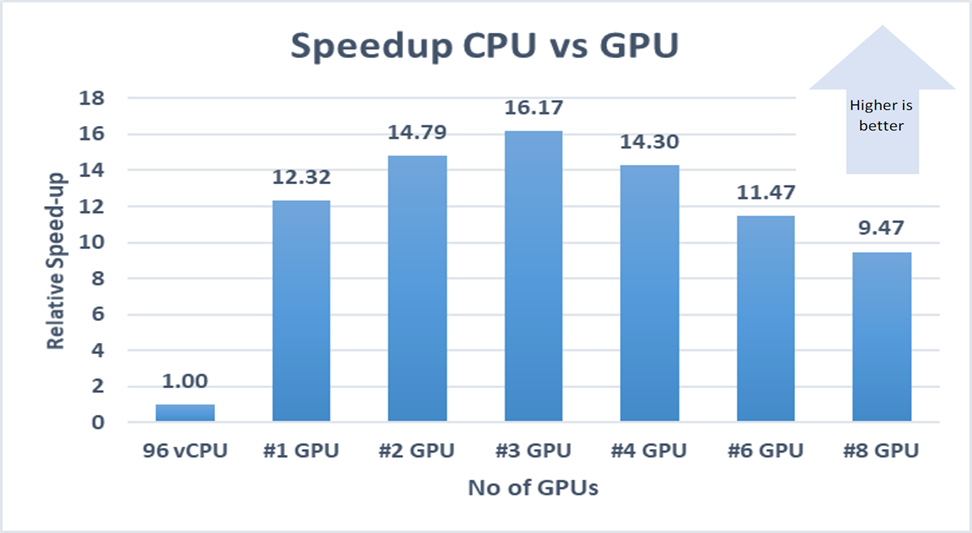 Speedup CPU vs GPU
Higher is
better
Relative Speed-up
18
16
14
12
10
8
6
4
2
0
1.00
12.32
14.79
16.17
14.30
11.47
9.47
96 vCPU
#1 GPU
#2 GPU
#3 GPU
#4 GPU
#6 GPU
#8 GPU
No of GPUs